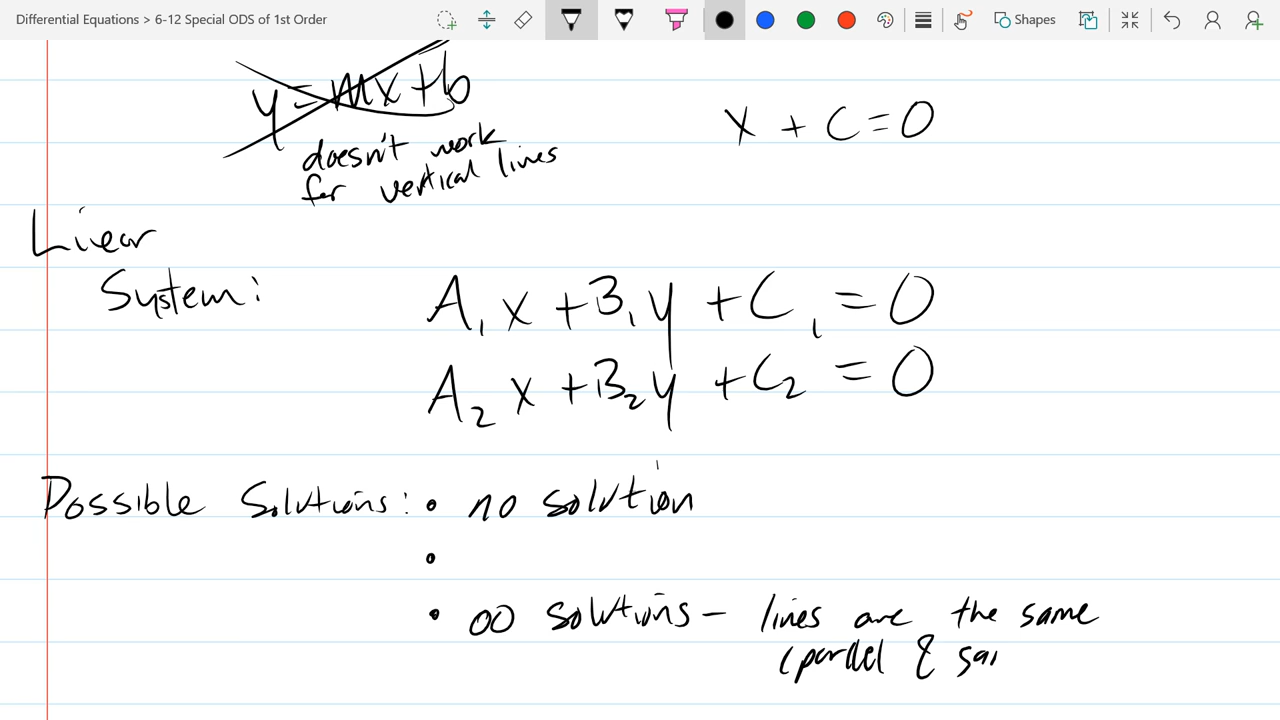 Differential Equations > 6-12 Special ODS of 1st Order
Shapes
y=mx+b
doesn't work
for vertical lines
x + C = 0
Linear
System:
A₁x + B₁y + C₁ = 0
A₂x + B₂y + C₂ = 0
Possible Solutions: • no solution
•
• ∞ solutions – lines are the same
(parallel &